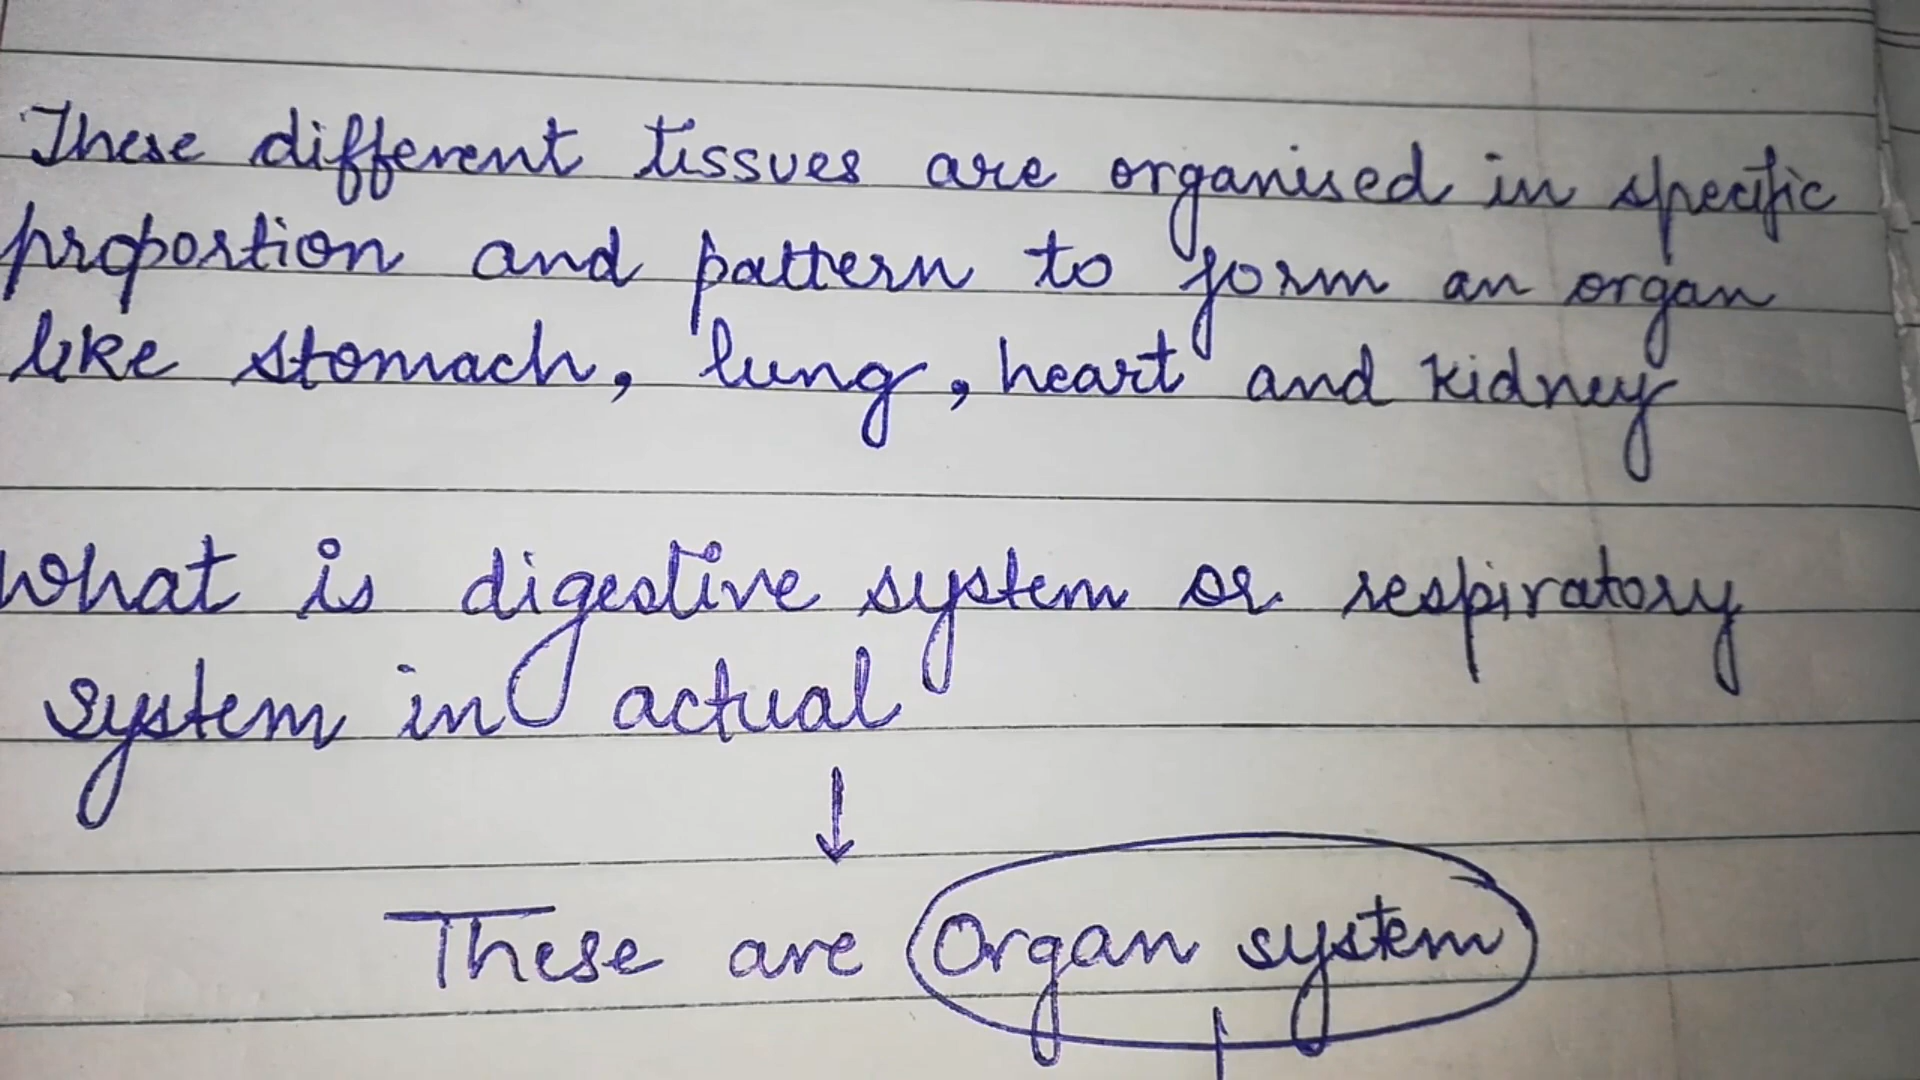 These different tissues are organised in specific
proportion and pattern to form an organ
like stomach, lung, heart and kidney
What is digestive system or respiratory
system in actual
These are Organ system